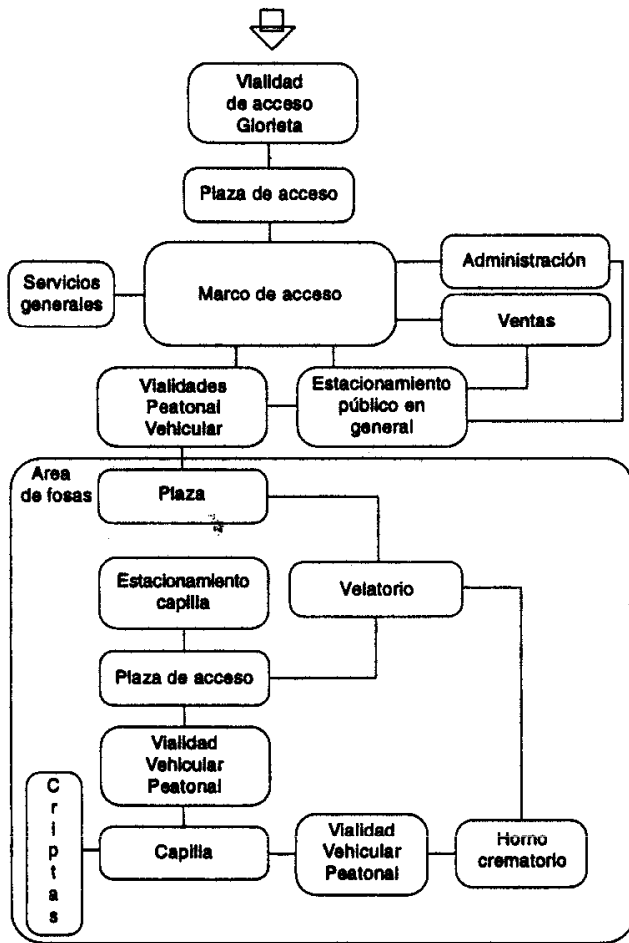 Vialidad
de acceso
Glorieta
Plaza de acceso
Servicios
generales
Marco de acceso
Administración
Ventas
Vialidades
Peatonal
Vehicular
Estacionamiento
público en
general
Area
de fosas
Plaza
Estacionamiento
capilla
Velatorio
Plaza de acceso
Vialidad
Vehicular
Peatonal
Criptas
Capilla
Vialidad
Vehicular
Peatonal
Horno
crematorio